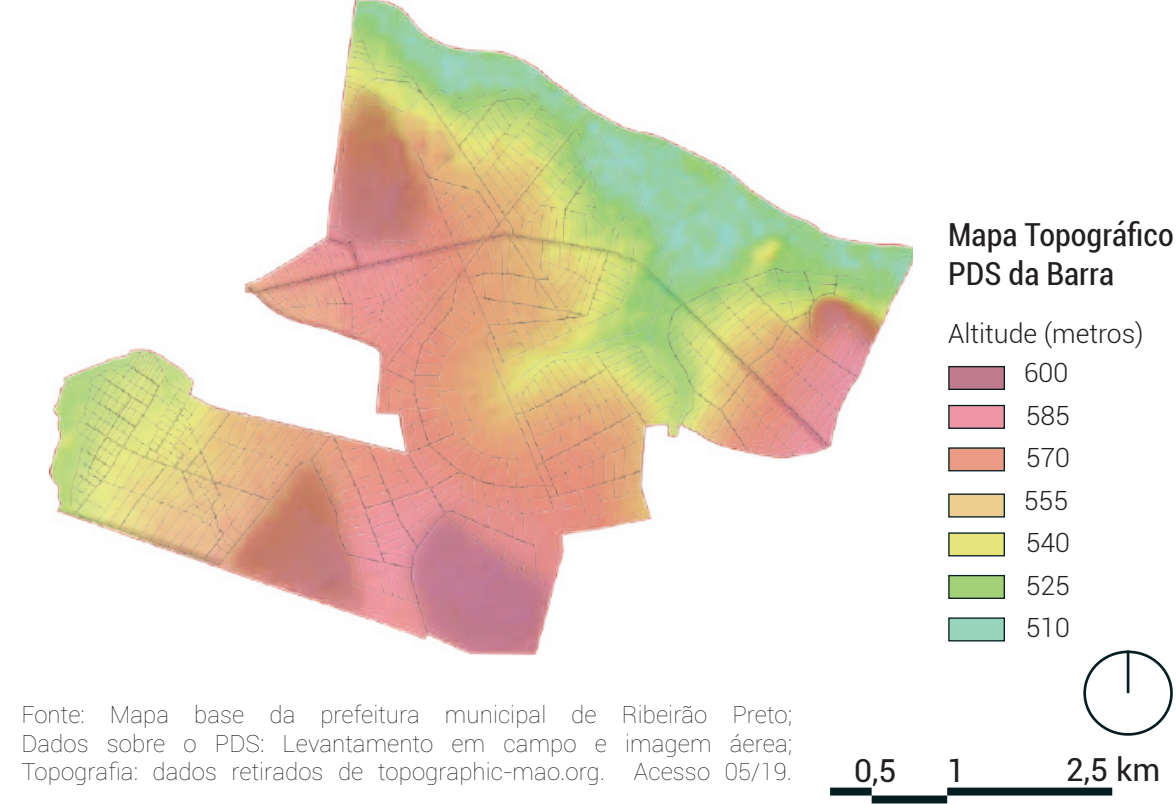 Mapa Topográfico
PDS da Barra
Altitude (metros)
600
585
570
555
540
525
510
Fonte: Mapa base da prefeitura municipal de Ribeirão Preto;
Dados sobre o PDS: Levantamento em campo e imagem áerea;
Topografia: dados retirados de topographic-mao.org. Acesso 05/19.
0,5 1 2,5 km